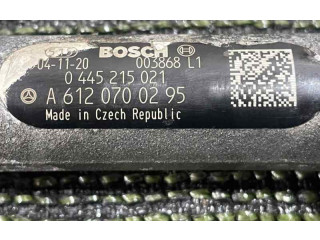 BOSCH
04-11-20 003868 L1
0 445 215 021
A 612 070 02 95
Made in Czech Republic